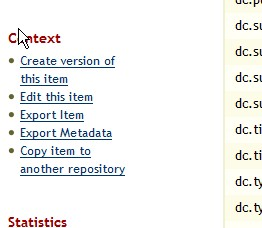 Context
Create version of
this item
Edit this item
Export Item
Export Metadata
Copy item to
another repository
Statistics
dc.su
dc.su
dc.su
dc.su
dc.ti
dc.ti
dc.ty
dc.ty